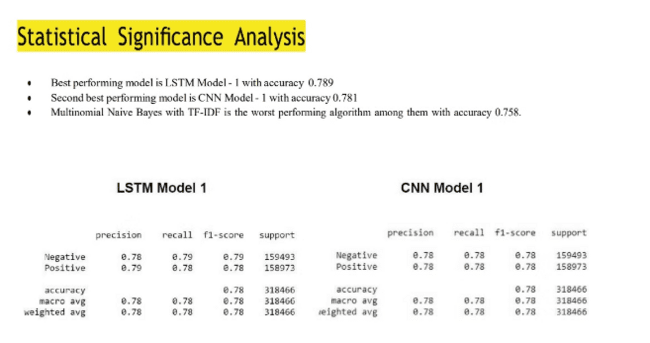 Statistical Significance Analysis
• Best performing model is LSTM Model - 1 with accuracy 0.789
• Second best performing model is CNN Model - 1 with accuracy 0.781
• Multinomial Naive Bayes with TF-IDF is the worst performing algorithm among them with accuracy 0.758.
LSTM Model 1
precision recall f1-score support
Negative 0.78 0.79 0.79 159493
Positive 0.79 0.78 0.78 158973
accuracy 0.78 318466
macro avg 0.78 0.78 0.78 318466
weighted avg 0.78 0.78 0.78 318466
CNN Model 1
precision recall f1-score support
Negative 0.78 0.78 0.78 159493
Positive 0.78 0.78 0.78 158973
accuracy 0.78 318466
macro avg 0.78 0.78 0.78 318466
eighted avg 0.78 0.78 0.78 318466